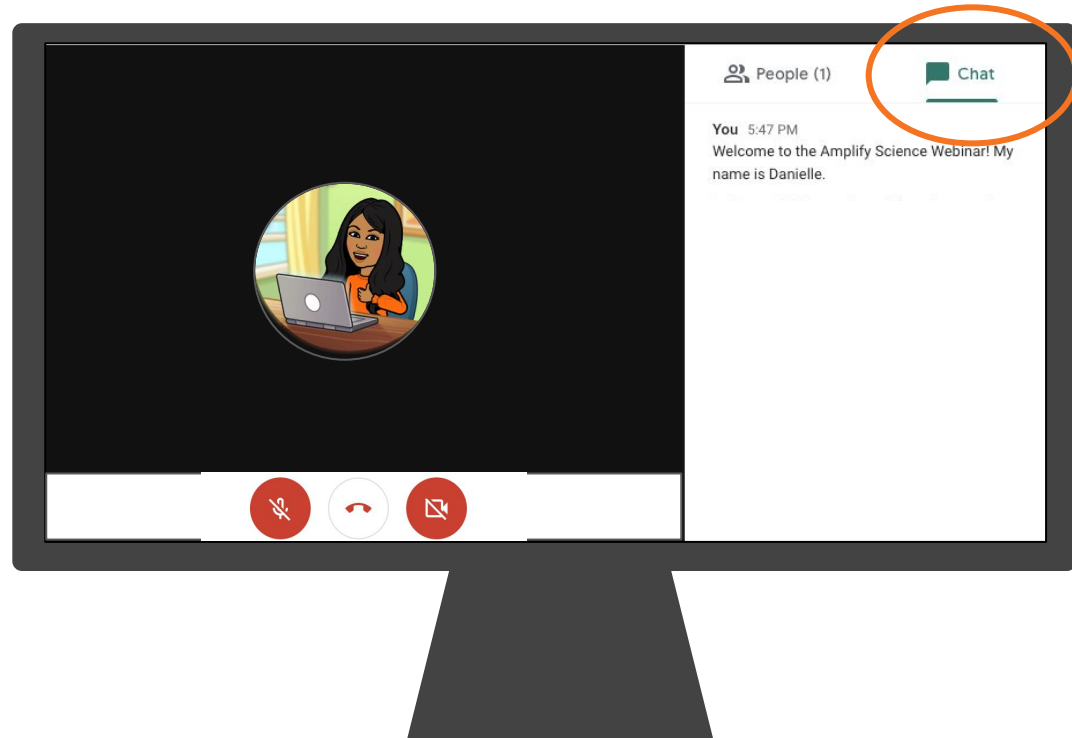 People (1)
Chat
You 5:47 PM
Welcome to the Amplify Science Webinar! My
name is Danielle.